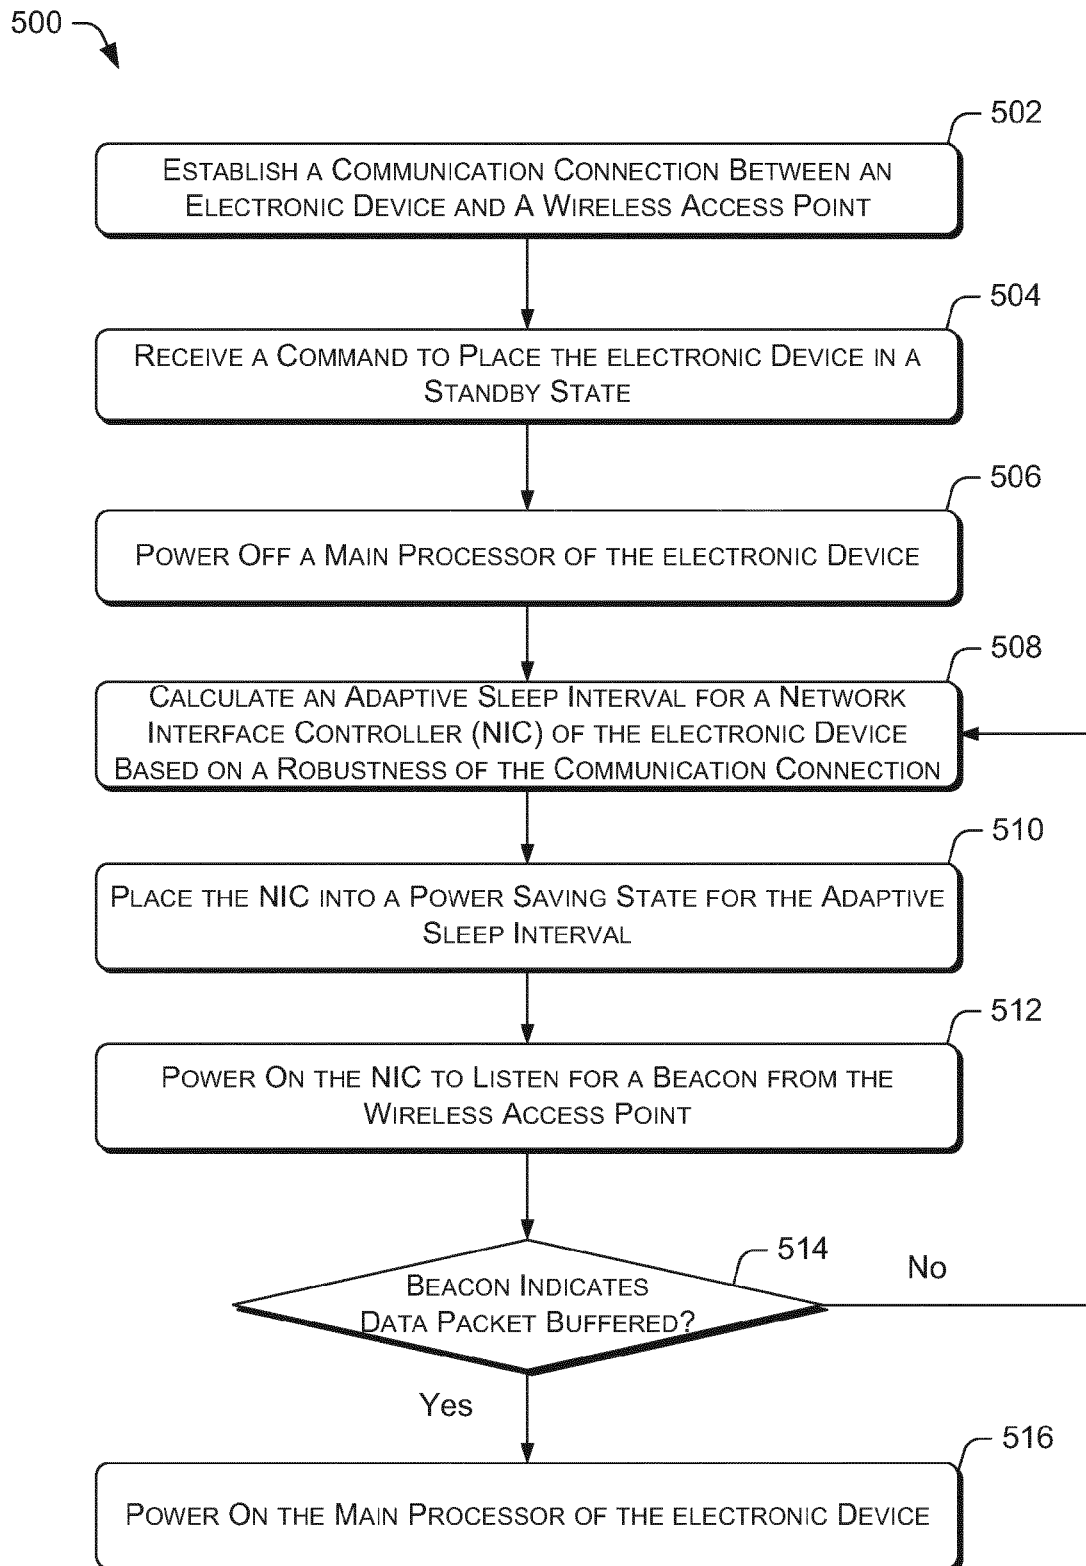 500
502
ESTABLISH A COMMUNICATION CONNECTION BETWEEN AN
ELECTRONIC DEVICE AND A WIRELESS ACCESS POINT
504
RECEIVE A COMMAND TO PLACE THE ELECTRONIC DEVICE IN A
STANDBY STATE
506
POWER OFF A MAIN PROCESSOR OF THE ELECTRONIC DEVICE
508
CALCULATE AN ADAPTIVE SLEEP INTERVAL FOR A NETWORK
INTERFACE CONTROLLER (NIC) OF THE ELECTRONIC DEVICE
BASED ON A ROBUSTNESS OF THE COMMUNICATION CONNECTION
510
PLACE THE NIC INTO A POWER SAVING STATE FOR THE ADAPTIVE
SLEEP INTERVAL
512
POWER ON THE NIC TO LISTEN FOR A BEACON FROM THE
WIRELESS ACCESS POINT
514
No
BEACON INDICATES
DATA PACKET BUFFERED?
Yes
516
POWER ON THE MAIN PROCESSOR OF THE ELECTRONIC DEVICE